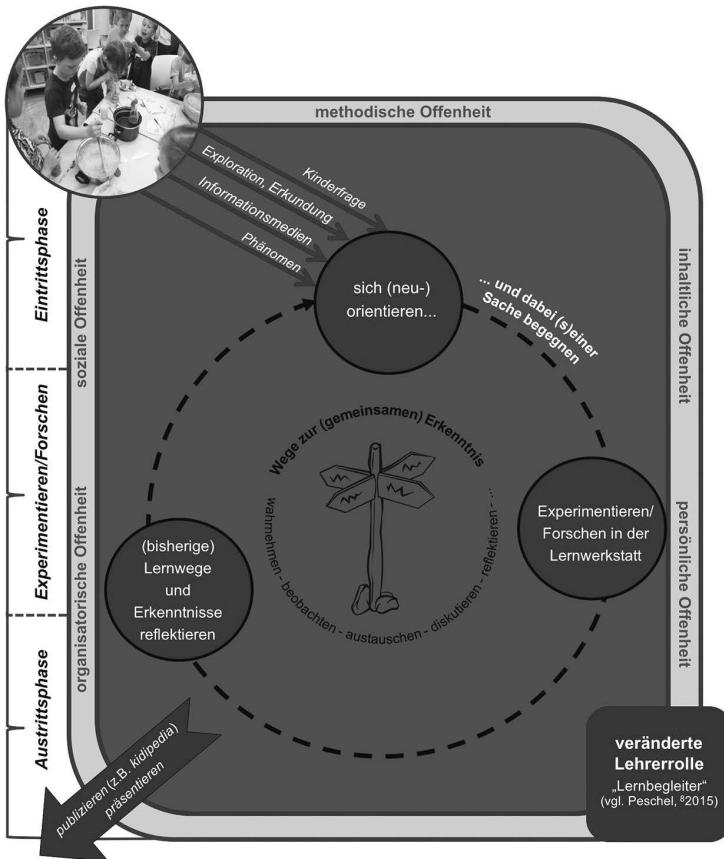 methodische Offenheit
Kinderfrage
Exploration, Erkundung
Informationsmedien
Phänomen
Eintrittsphase
soziale Offenheit
inhaltliche Offenheit
sich (neu-)
orientieren...
... und dabei (s)einer
Sache begegnen
Experimentieren/Forschen
Wege zur (gemeinsamen) Erkenntnis
wahrnehmen - beobachten - austauschen - diskutieren - reflektieren - ...
Experimentieren/
Forschen in der
Lernwerkstatt
organisatorische Offenheit
persönliche Offenheit
(bisherige)
Lernwege
und
Erkenntnisse
reflektieren
Austrittsphase
publizieren (z.B. kidipedia)
präsentieren
veränderte
Lehrerrolle
„Lernbegleiter“
(vgl. Peschel, ⁸2015)